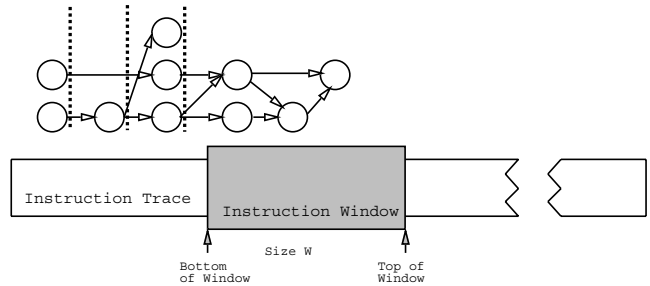 Instruction Trace
Instruction Window
Size W
Bottom
of Window
Top of
Window